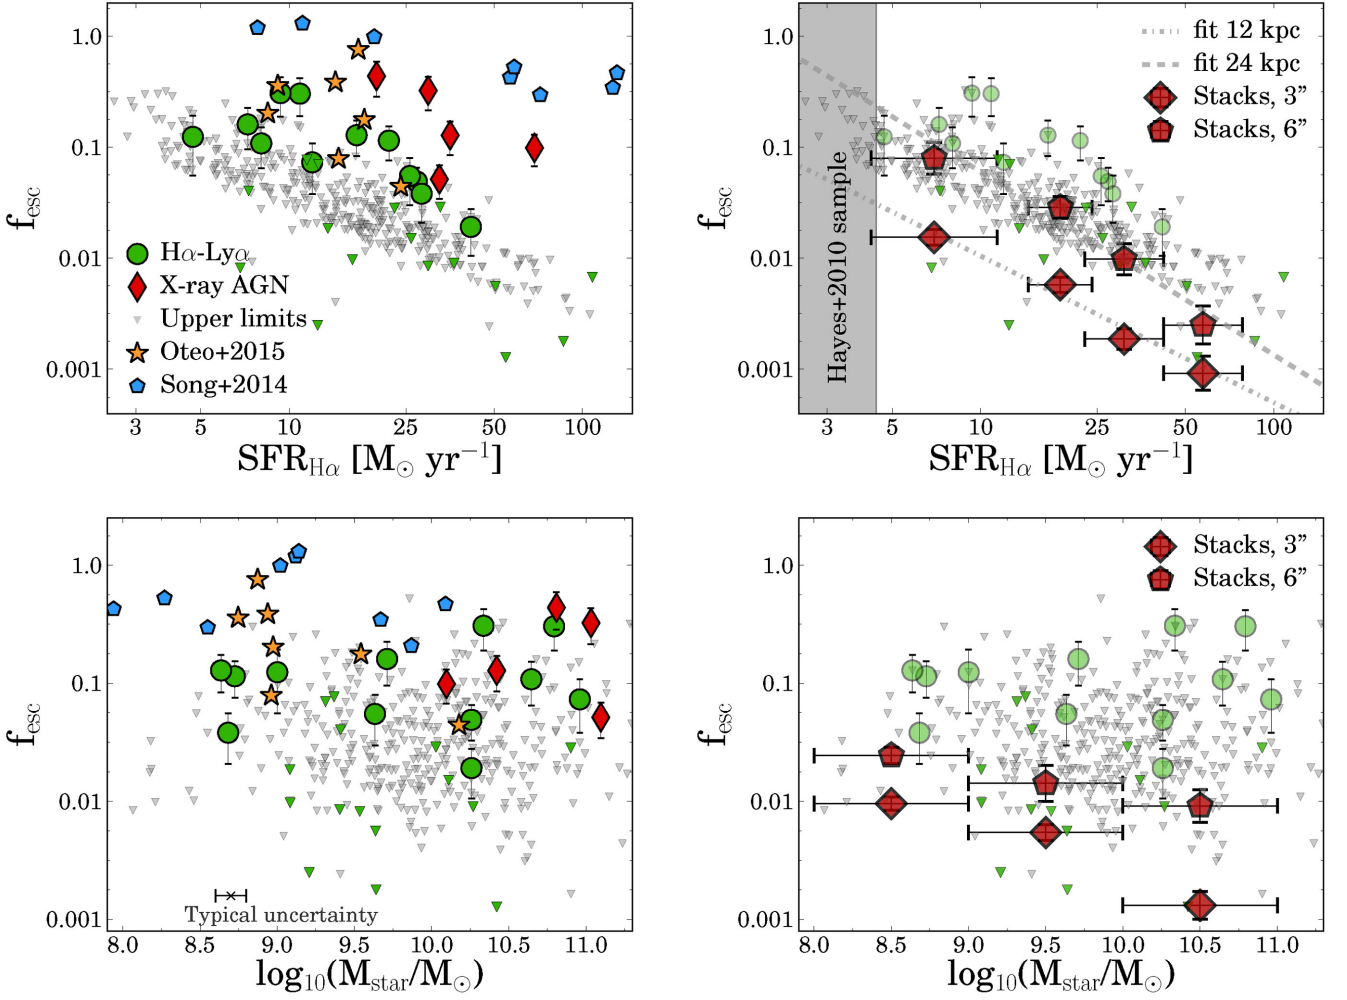 1.0
0.1
0.01
0.001
f_esc
Hα-Lyα
X-ray AGN
Upper limits
Oteo+2015
Song+2014
3 5 10 25 50 100
SFR_Hα [M_⊙ yr^−1]
1.0
0.1
0.01
0.001
f_esc
Hayes+2010 sample
fit 12 kpc
fit 24 kpc
Stacks, 3”
Stacks, 6”
3 5 10 25 50 100
SFR_Hα [M_⊙ yr^−1]
1.0
0.1
0.01
0.001
f_esc
Typical uncertainty
8.0 8.5 9.0 9.5 10.0 10.5 11.0
log_10(M_star/M_⊙)
1.0
0.1
0.01
0.001
f_esc
Stacks, 3”
Stacks, 6”
8.0 8.5 9.0 9.5 10.0 10.5 11.0
log_10(M_star/M_⊙)